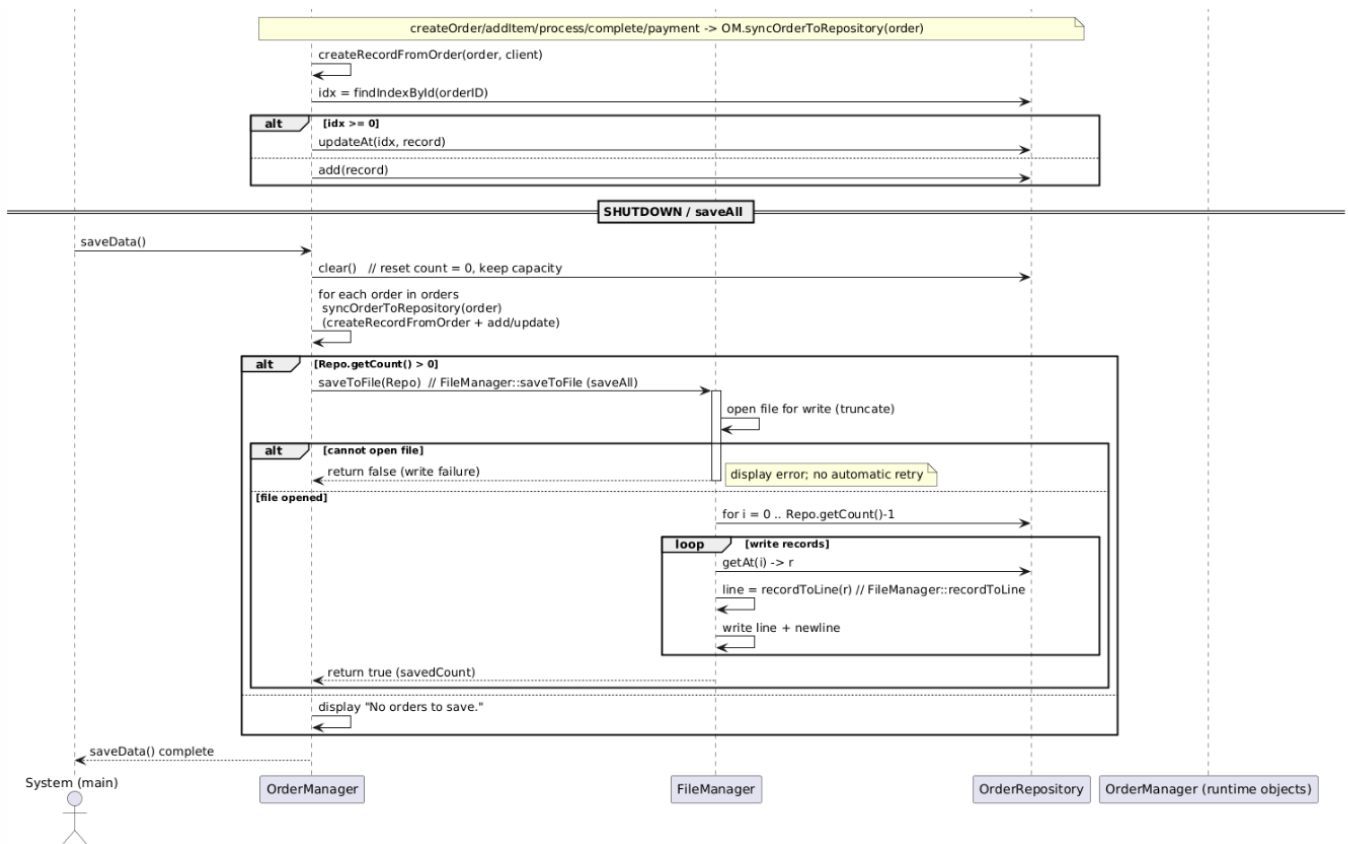 createOrder/addItem/process/complete/payment -> OM.syncOrderToRepository(order)
createRecordFromOrder(order, client)
idx = findIndexById(orderID)
alt [idx >= 0]
updateAt(idx, record)
add(record)
SHUTDOWN / saveAll
saveData()
clear()   // reset count = 0, keep capacity
for each order in orders
syncOrderToRepository(order)
(createRecordFromOrder + add/update)
alt [Repo.getCount() > 0]
saveToFile(Repo)  // FileManager::saveToFile (saveAll)
open file for write (truncate)
alt [cannot open file]
return false (write failure)
display error; no automatic retry
[file opened]
for i = 0 .. Repo.getCount()-1
loop [write records]
getAt(i) -> r
line = recordToLine(r) // FileManager::recordToLine
write line + newline
return true (savedCount)
display "No orders to save."
saveData() complete
System (main)
OrderManager
FileManager
OrderRepository
OrderManager (runtime objects)